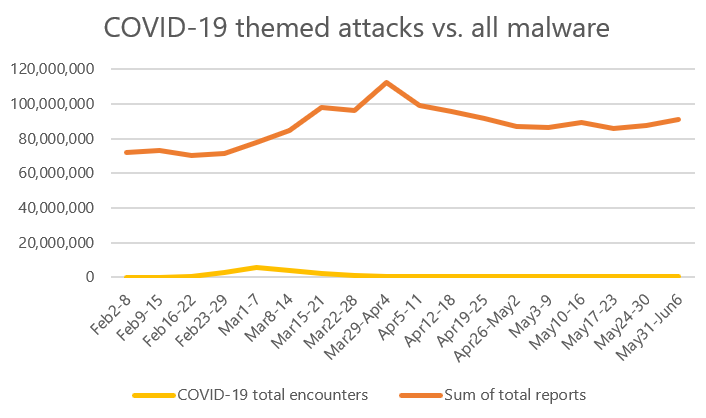 COVID-19 themed attacks vs. all malware
120,000,000
100,000,000
80,000,000
60,000,000
40,000,000
20,000,000
0
Feb2-8
Feb9-15
Feb16-22
Feb23-29
Mar1-7
Mar8-14
Mar15-21
Mar22-28
Mar29-Apr4
Apr5-11
Apr12-18
Apr19-25
Apr26-May2
May3-9
May10-16
May17-23
May24-30
May31-Jun6
COVID-19 total encounters
Sum of total reports